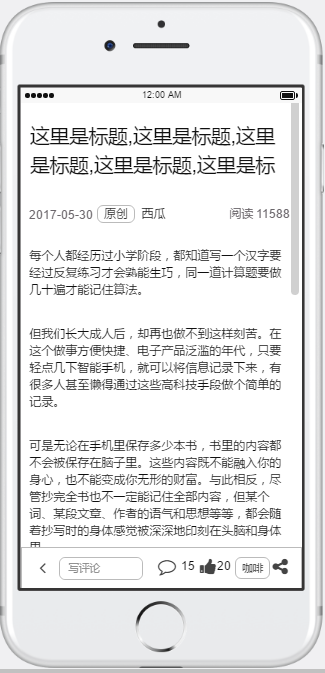 12:00 AM
这里是标题,这里是标题,这里
是标题,这里是标题,这里是标
2017-05-30 原创 西瓜 阅读 11588
每个人都经历过小学阶段，都知道写一个汉字要
经过反复练习才会孰能生巧，同一道计算题要做
几十遍才能记住算法。
但我们长大成人后，却再也做不到这样刻苦。在
这个做事方便快捷、电子产品泛滥的年代，只要
轻点几下智能手机，就可以将信息记录下来，有
很多人甚至懒得通过这些高科技手段做个简单的
记录。
可是无论在手机里保存多少本书，书里的内容都
不会被保存在脑子里。这些内容既不能融入你的
身心，也不能变成你无形的财富。与此相反，尽
管抄完全书也不一定能记住全部内容，但某个
词、某段文章、作者的语气和思想等等，都会随
着抄写时的身体感觉被深深地印刻在头脑和身体
里
写评论 15 20 咖啡